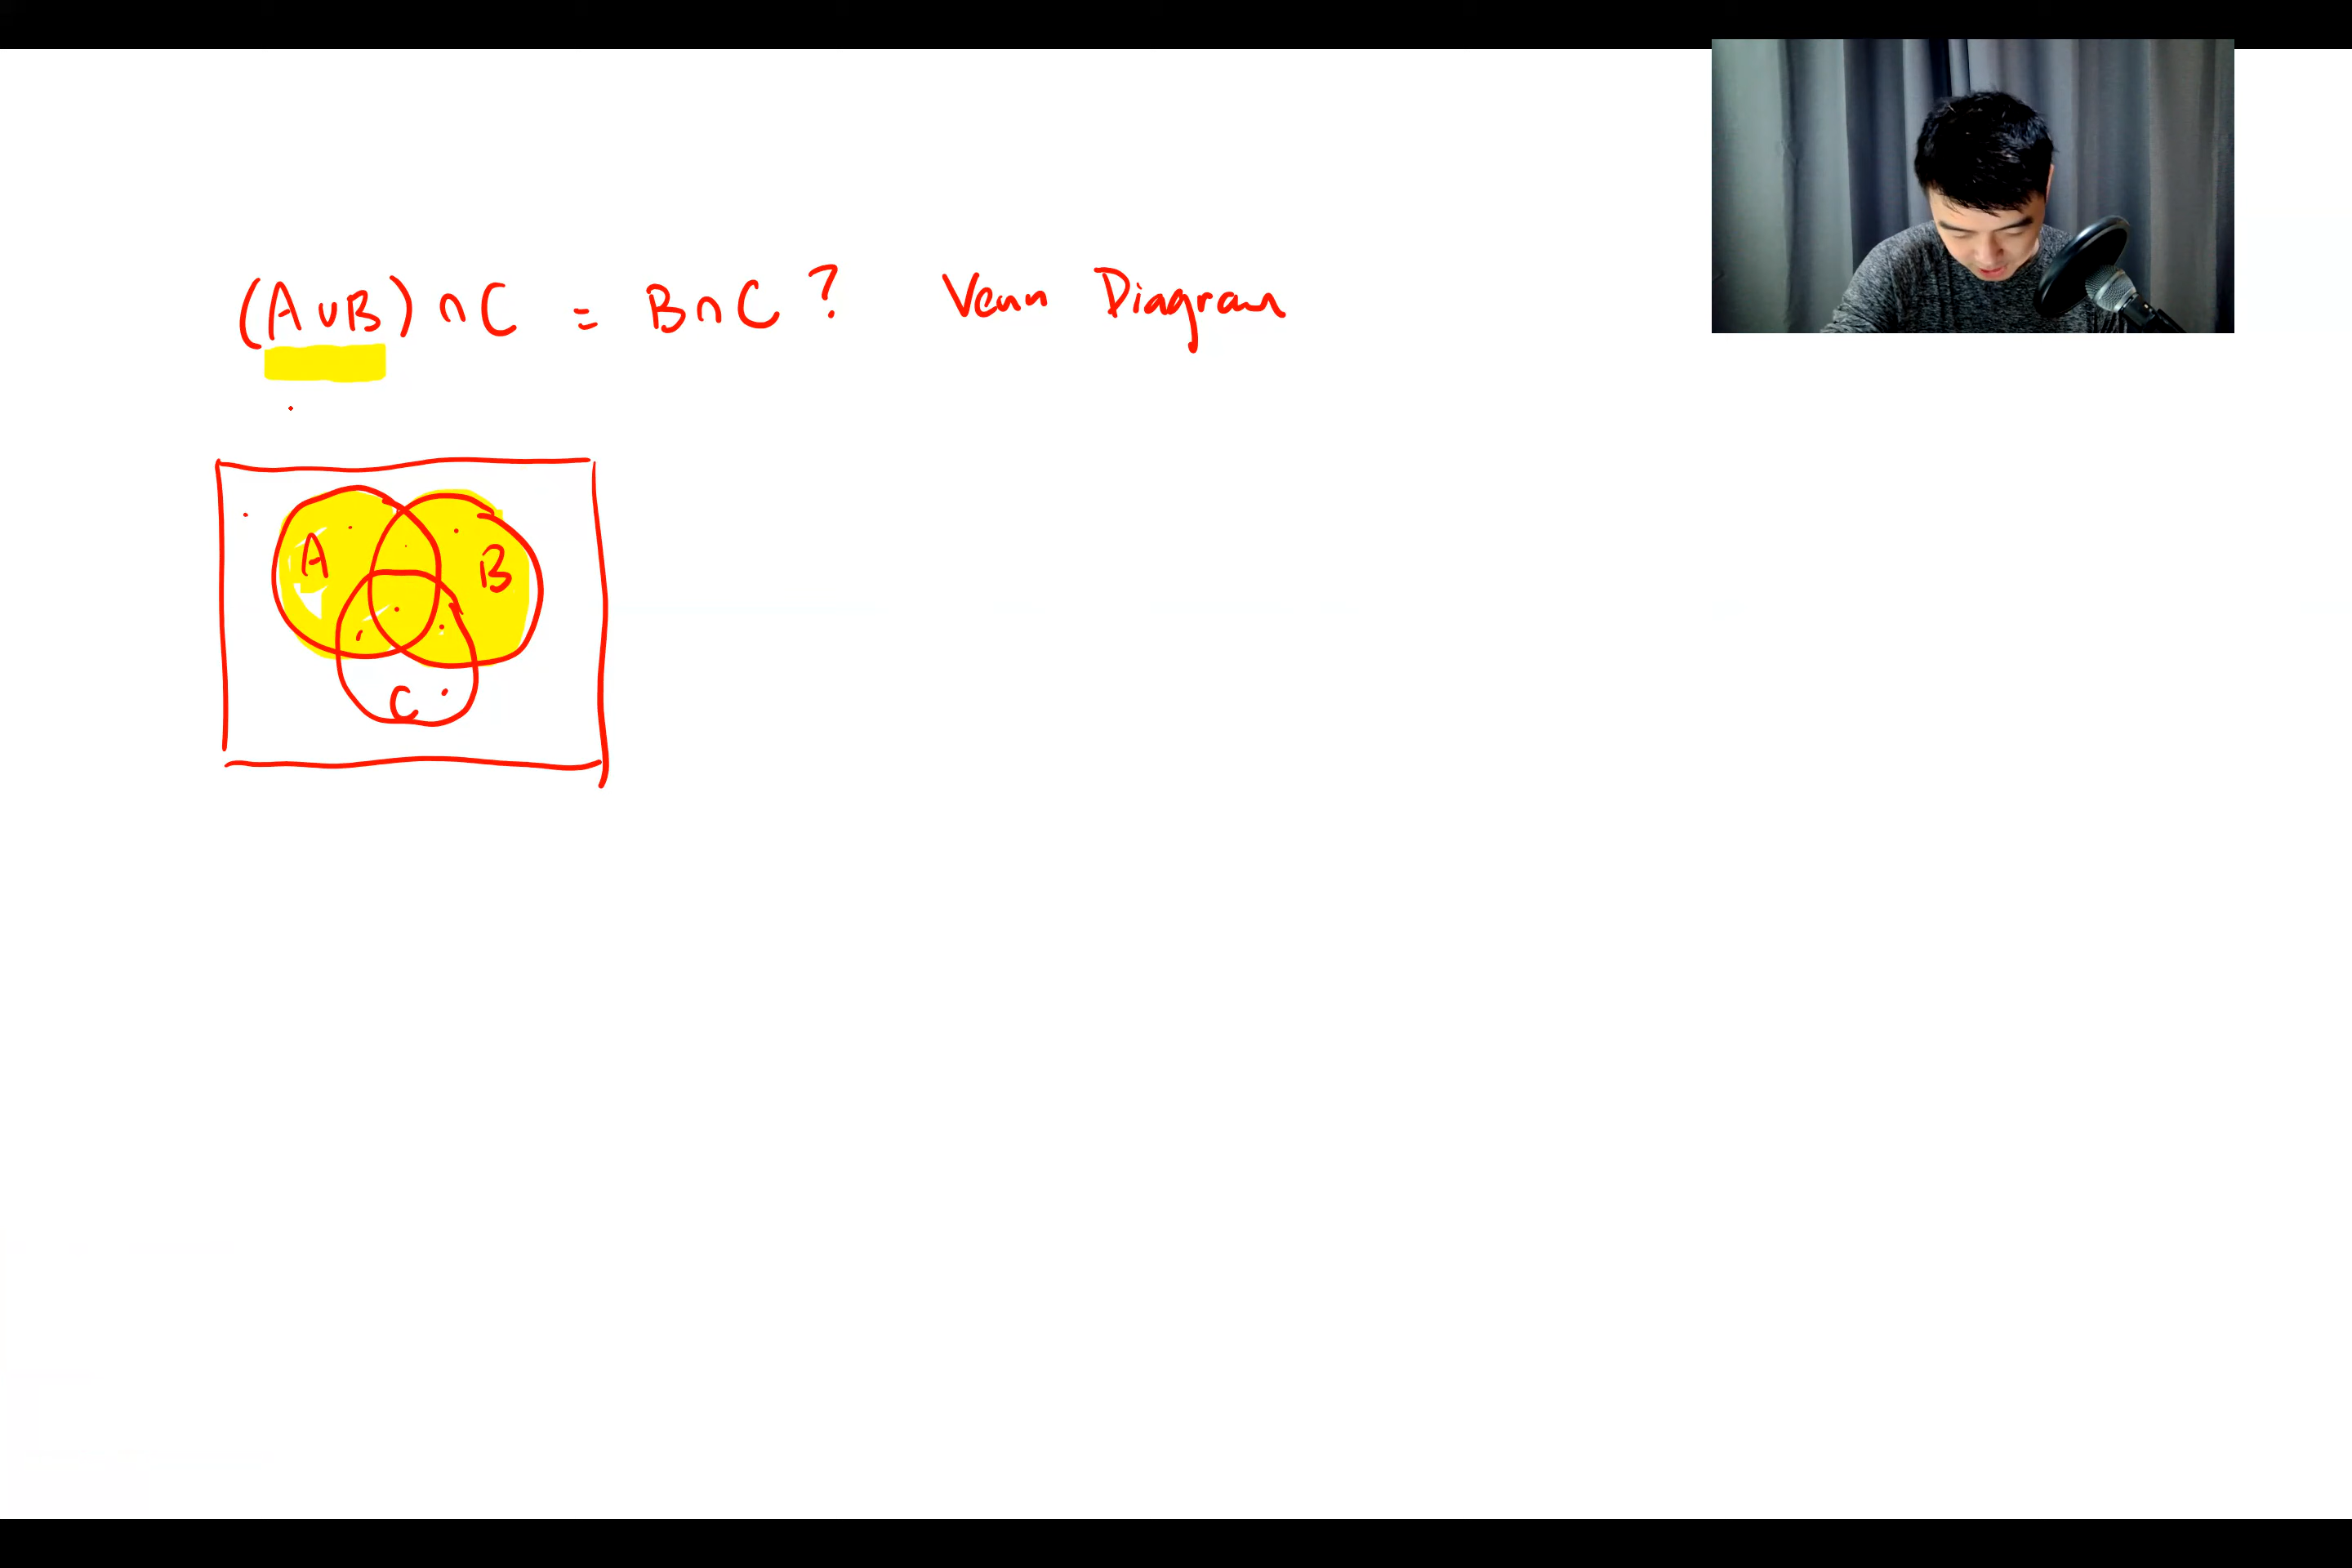 (A∪B)∩C = B∩C ? Venn Diagram
A
B
C